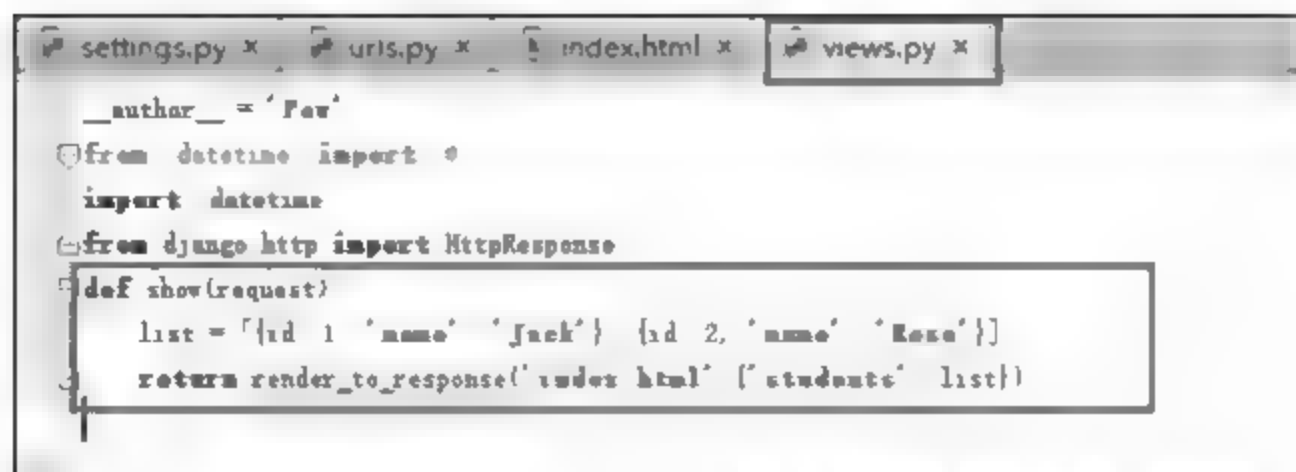 settings.py × urls.py × index.html × views.py ×
__author__ =
from datetime import *
import datetime
from django http import HttpResponse
def show(request)
list = [{id 1 'name' 'Jack'} {id 2, 'name' 'Rose'}]
return render_to_response('index html' {'students' list})